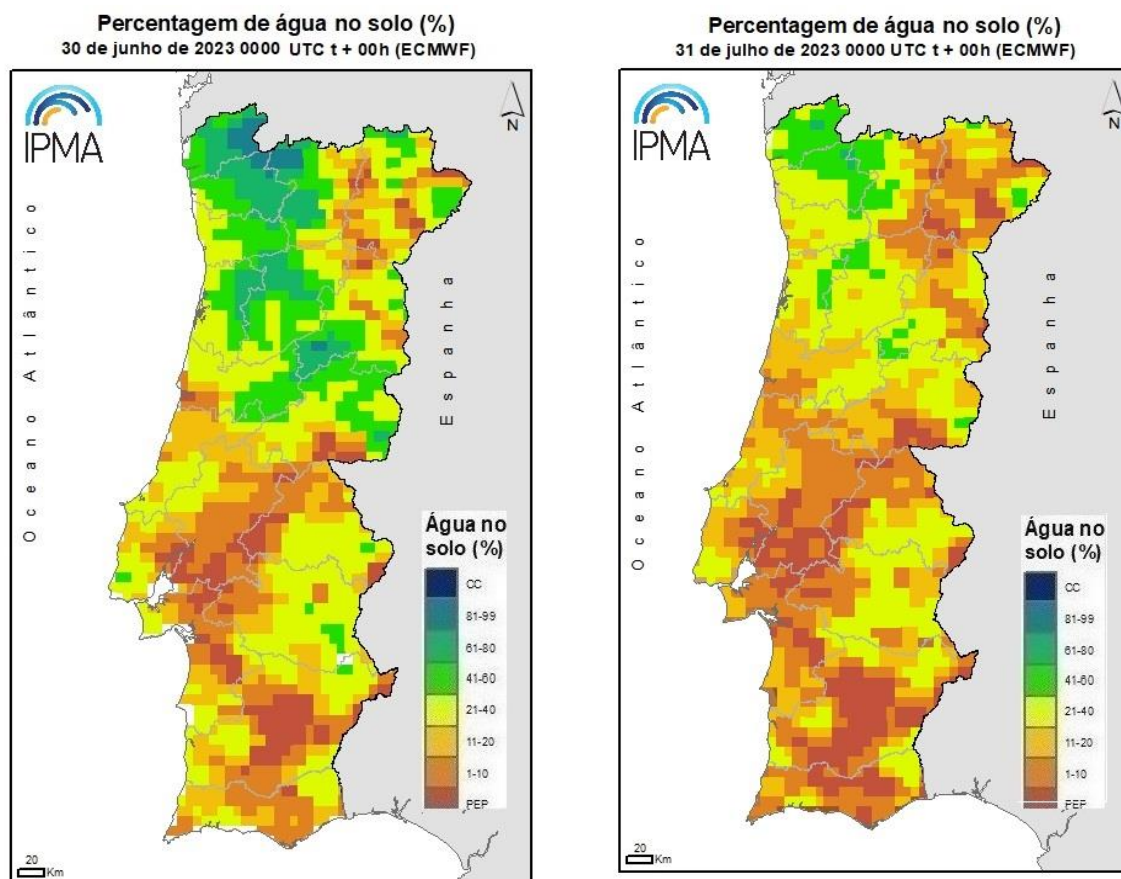 Percentagem de água no solo (%)
30 de junho de 2023 0000 UTC t + 00h (ECMWF)
IPMA
N
Oceano Atlântico
Espanha
Água no
solo (%)
CC
81-99
61-80
41-60
21-40
11-20
1-10
PEP
20
Km
Percentagem de água no solo (%)
31 de julho de 2023 0000 UTC t + 00h (ECMWF)
IPMA
N
Oceano Atlântico
Espanha
Água no
solo (%)
CC
81-99
61-80
41-60
21-40
11-20
1-10
PEP
20
Km